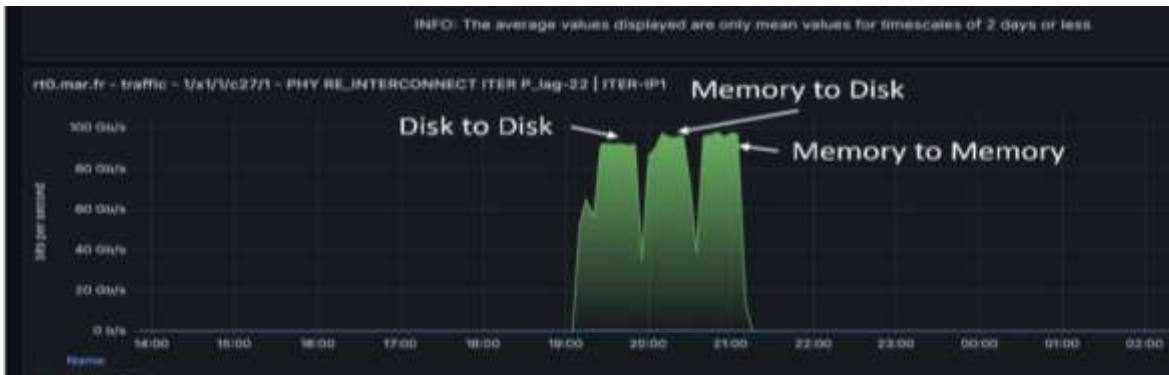 INFO: The average values displayed are only mean values for timescales of 2 days or less
rt0.mar.fr - traffic - 1/x1/1/c27/1 - PHY RE_INTERCONNECT ITER P_lag-22 | ITER-IP1
Memory to Disk
Disk to Disk
Memory to Memory
bits per second
100 Gb/s
80 Gb/s
60 Gb/s
40 Gb/s
20 Gb/s
0 b/s
14:00 15:00 16:00 17:00 18:00 19:00 20:00 21:00 22:00 23:00 00:00 01:00 02:00
Name